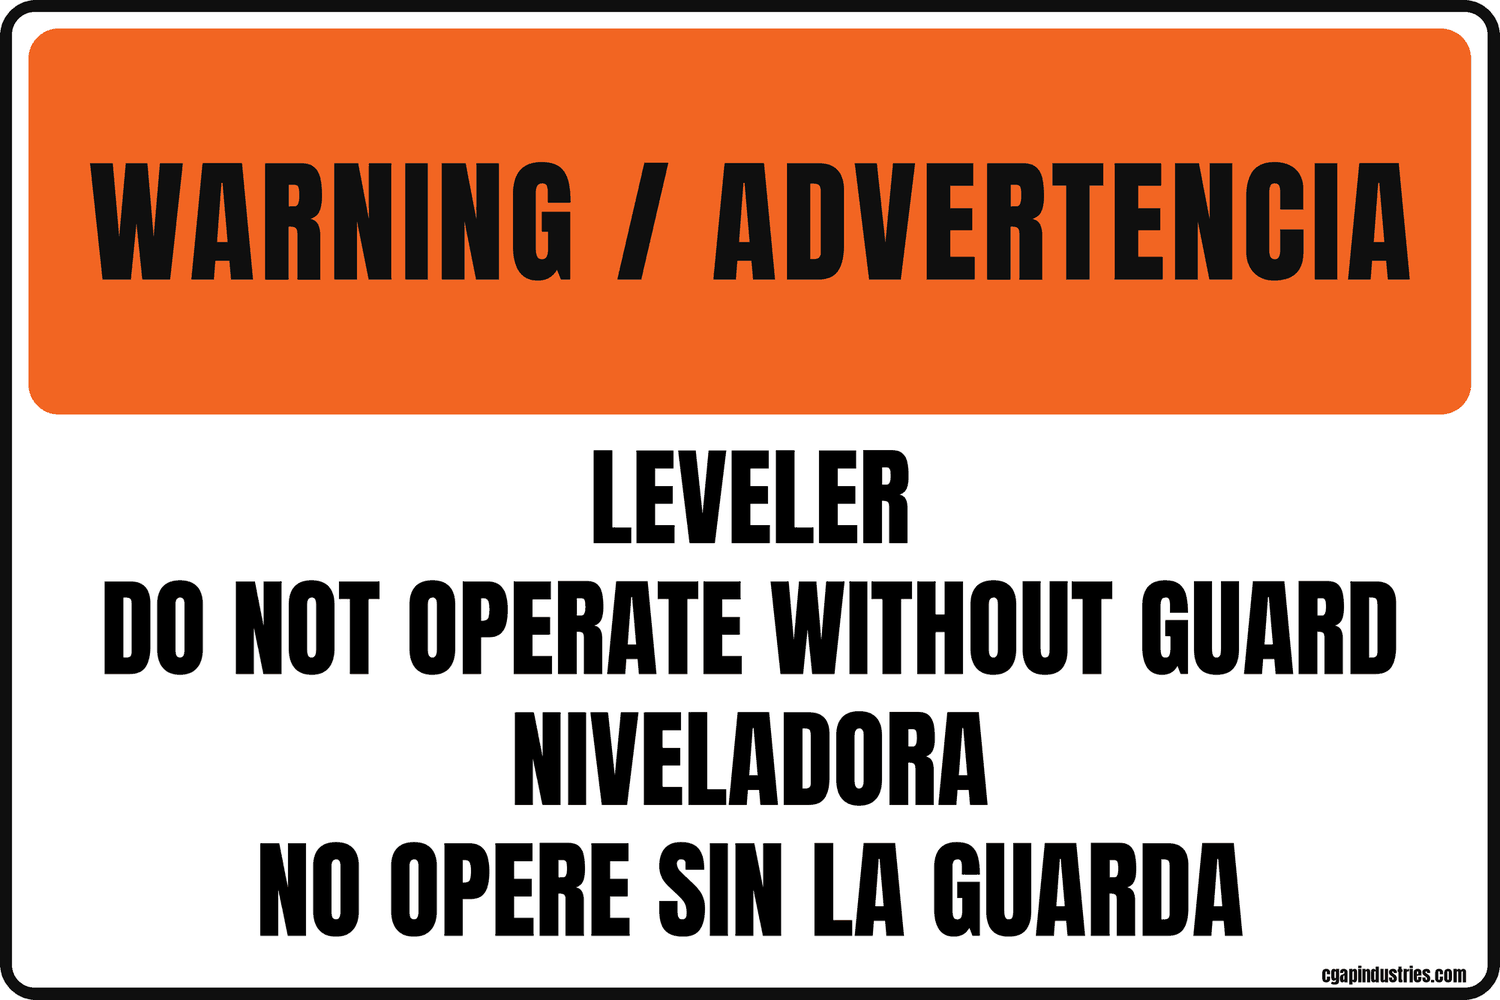 WARNING / ADVERTENCIA
LEVELER
DO NOT OPERATE WITHOUT GUARD
NIVELADORA
NO OPERE SIN LA GUARDA
cgapindustries.com